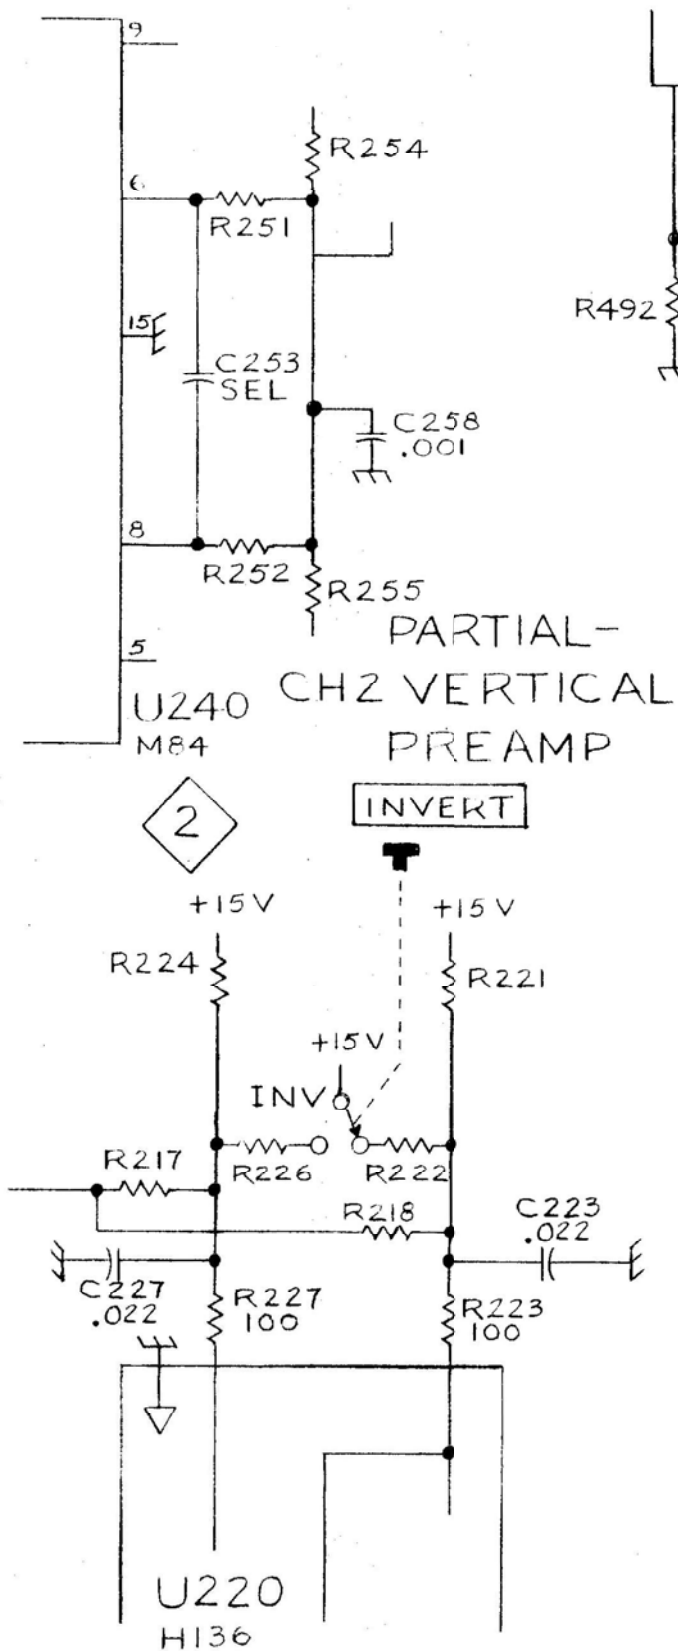 9
R254
6
R251
R492
15
C253
SEL
C258
.001
8
R252
R255
5
PARTIAL-
CH2 VERTICAL
PREAMP
U240
M84
2
INVERT
+15V
+15V
R224
R221
+15V
INV
R226
R222
R217
R218
C223
.022
C227
.022
R227
100
R223
100
U220
H136